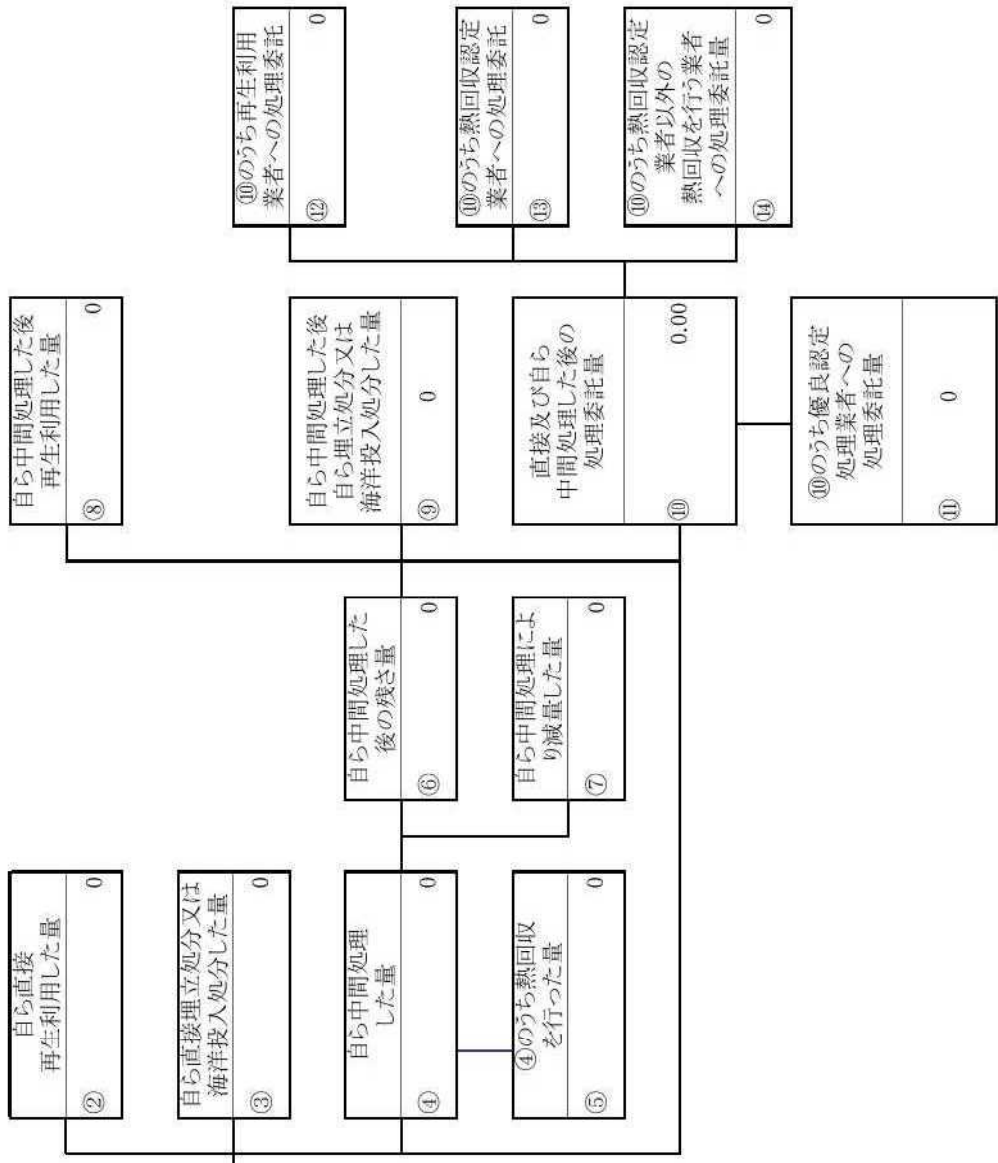 自ら直接
再生利用した量
② 0
自ら直接埋立処分又は
海洋投入処分した量
③ 0
自ら中間処理
した量
④ 0
④のうち熱回収
を行った量
⑤ 0
自ら中間処理した
後の残さ量
⑥ 0
自ら中間処理によ
り減量した量
⑦ 0
自ら中間処理した後
再生利用した量
⑧ 0
自ら中間処理した後
自ら埋立処分又は
海洋投入処分した量
⑨ 0
直接及び自ら
中間処理した後の
処理委託量
⑩ 0.00
⑩のうち優良認定
処理業者への
処理委託量
⑪ 0
⑩のうち再生利用
業者への処理委託
⑫ 0
⑩のうち熱回収認定
業者への処理委託
⑬ 0
⑩のうち熱回収認定
業者以外の
熱回収を行う業者
への処理委託量
⑭ 0